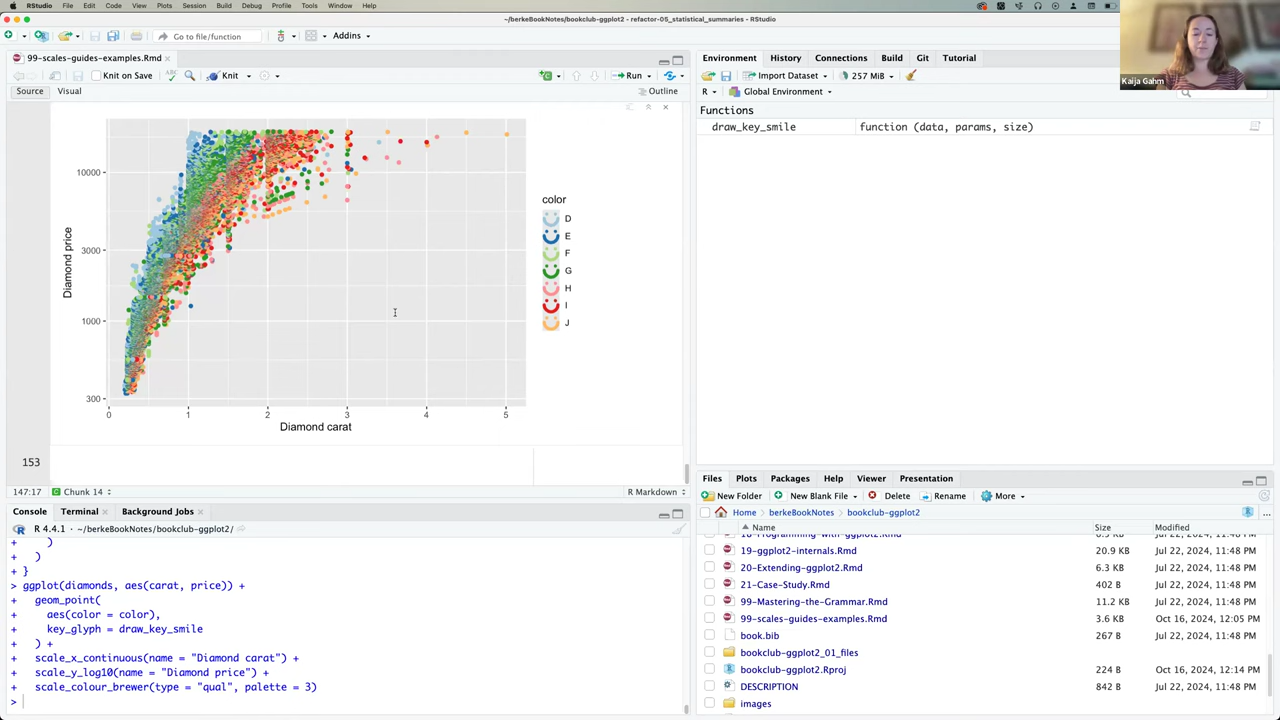 RStudio File Edit Code View Plots Session Build Debug Profile Tools Window Help
~/berkeBookNotes/bookclub-ggplot2 - refactor-05_statistical_summaries - RStudio
Go to file/function Addins
99-scales-guides-examples.Rmd
Knit on Save Knit Run
Source Visual Outline
10000
3000
1000
300
Diamond price
0 1 2 3 4 5
Diamond carat
color
D
E
F
G
H
I
J
153
147:17 Chunk 14 R Markdown
Console Terminal Background Jobs
R 4.4.1 · ~/berkeBookNotes/bookclub-ggplot2/
+     )
+   )
+ }
> ggplot(diamonds, aes(carat, price)) +
+   geom_point(
+     aes(color = color),
+     key_glyph = draw_key_smile
+   ) +
+   scale_x_continuous(name = "Diamond carat") +
+   scale_y_log10(name = "Diamond price") +
+   scale_colour_brewer(type = "qual", palette = 3)
>
Environment History Connections Build Git Tutorial
Import Dataset 257 MiB
R Global Environment
Functions
draw_key_smile function (data, params, size)
Kaija Gahm
Files Plots Packages Help Viewer Presentation
New Folder New Blank File Delete Rename More
Home berkeBookNotes bookclub-ggplot2
Name Size Modified
18-Programming-with-ggplot2.Rmd Jul 22, 2024, 11:48 PM
19-ggplot2-internals.Rmd 20.9 KB Jul 22, 2024, 11:48 PM
20-Extending-ggplot2.Rmd 6.3 KB Jul 22, 2024, 11:48 PM
21-Case-Study.Rmd 402 B Jul 22, 2024, 11:48 PM
99-Mastering-the-Grammar.Rmd 11.2 KB Jul 22, 2024, 11:48 PM
99-scales-guides-examples.Rmd 3.6 KB Oct 16, 2024, 12:05 PM
book.bib 267 B Jul 22, 2024, 11:48 PM
bookclub-ggplot2_01_files
bookclub-ggplot2.Rproj 224 B Oct 16, 2024, 12:14 PM
DESCRIPTION 842 B Jul 22, 2024, 11:48 PM
images